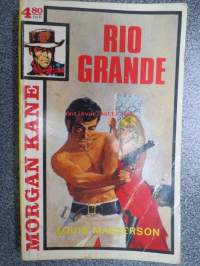 4.80
RIO
GRANDE
MORGAN KANE
LOUIS MASTERSON